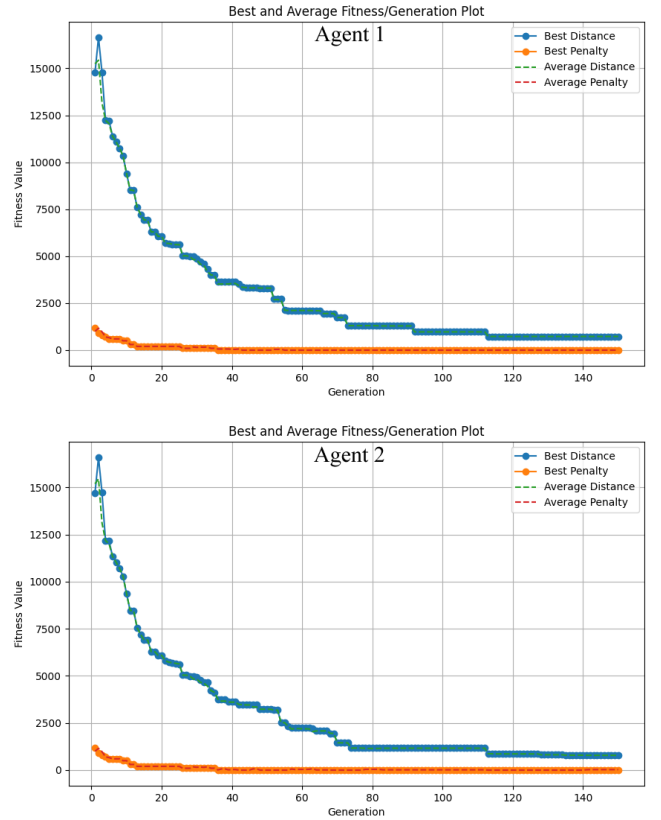 Best and Average Fitness/Generation Plot
Agent 1
Best Distance
Best Penalty
Average Distance
Average Penalty
15000
12500
10000
7500
5000
2500
0
Fitness Value
0 20 40 60 80 100 120 140
Generation
Best and Average Fitness/Generation Plot
Agent 2
Best Distance
Best Penalty
Average Distance
Average Penalty
15000
12500
10000
7500
5000
2500
0
Fitness Value
0 20 40 60 80 100 120 140
Generation